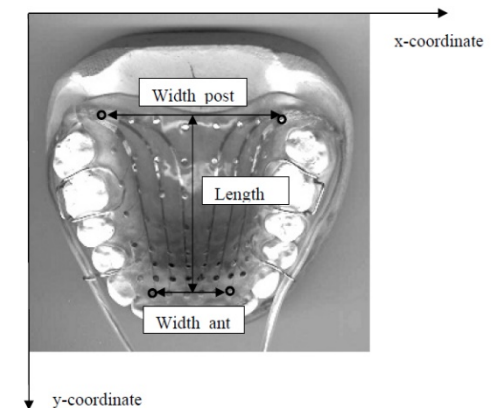 x-coordinate
Width post
Length
Width ant
y-coordinate